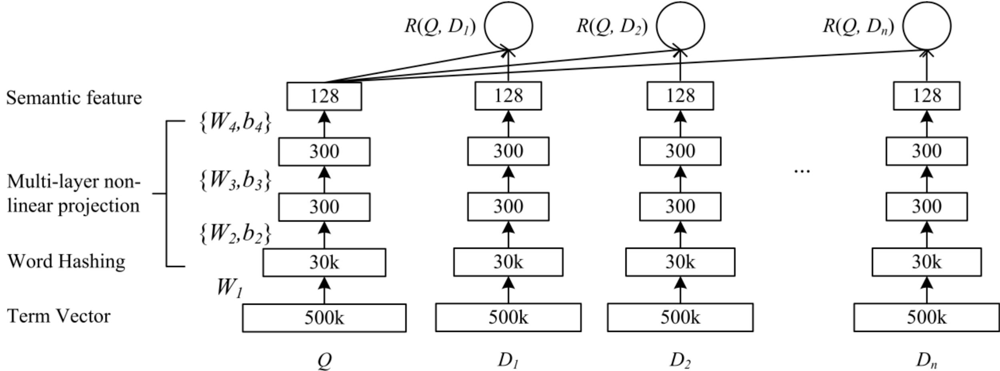 R(Q, D1) R(Q, D2) R(Q, Dn)
Semantic feature 128 128 128 128
{W4,b4}
300 300 300 300
Multi-layer non-
linear projection
{W3,b3}
...
300 300 300 300
{W2,b2}
Word Hashing 30k 30k 30k 30k
W1
Term Vector 500k 500k 500k 500k
Q D1 D2 Dn